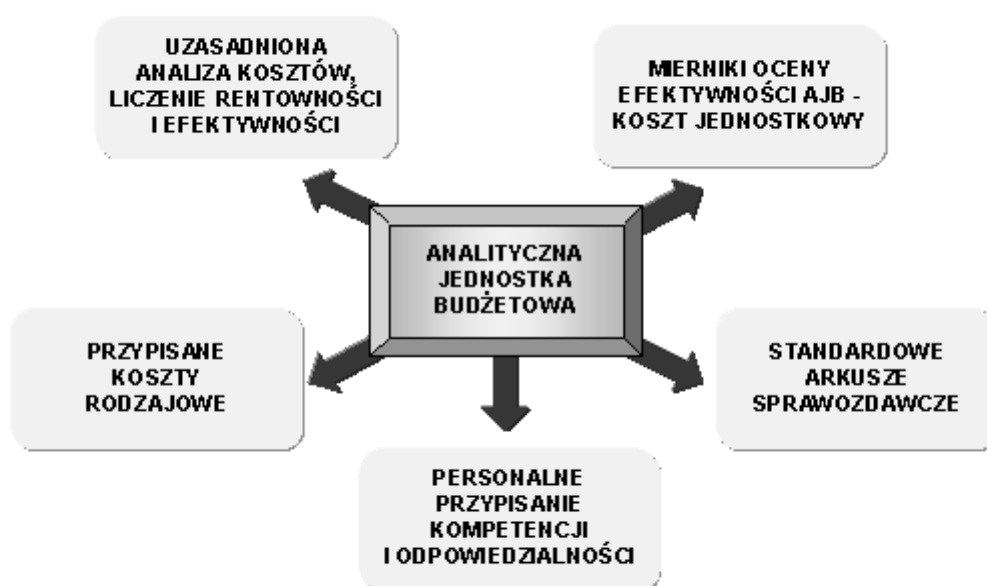 UZASADNIONA
ANALIZA KOSZTÓW,
LICZENIE RENTOWNOŚCI
I EFEKTYWNOŚCI
MIERNIKI OCENY
EFEKTYWNOŚCI AJB -
KOSZT JEDNOSTKOWY
ANALITYCZNA
JEDNOSTKA
BUDŻETOWA
PRZYPISANE
KOSZTY
RODZAJOWE
STANDARDOWE
ARKUSZE
SPRAWOZDAWCZE
PERSONALNE
PRZYPISANIE
KOMPETENCJI
I ODPOWIEDZIALNOŚCI